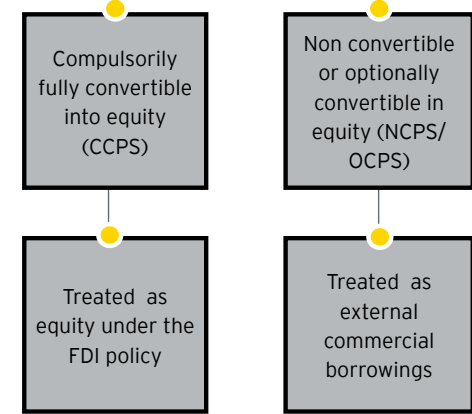 Compulsorily
fully convertible
into equity
(CCPS)
Non convertible
or optionally
convertible in
equity (NCPS/
OCPS)
Treated as
equity under the
FDI policy
Treated as
external
commercial
borrowings